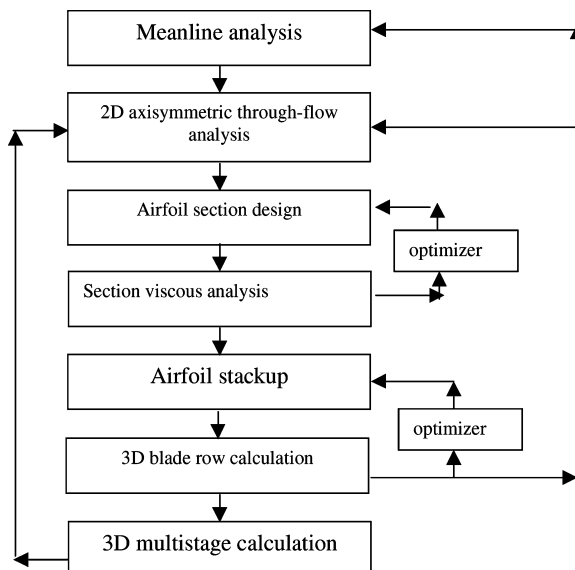 Meanline analysis
2D axisymmetric through-flow
analysis
Airfoil section design
optimizer
Section viscous analysis
Airfoil stackup
optimizer
3D blade row calculation
3D multistage calculation